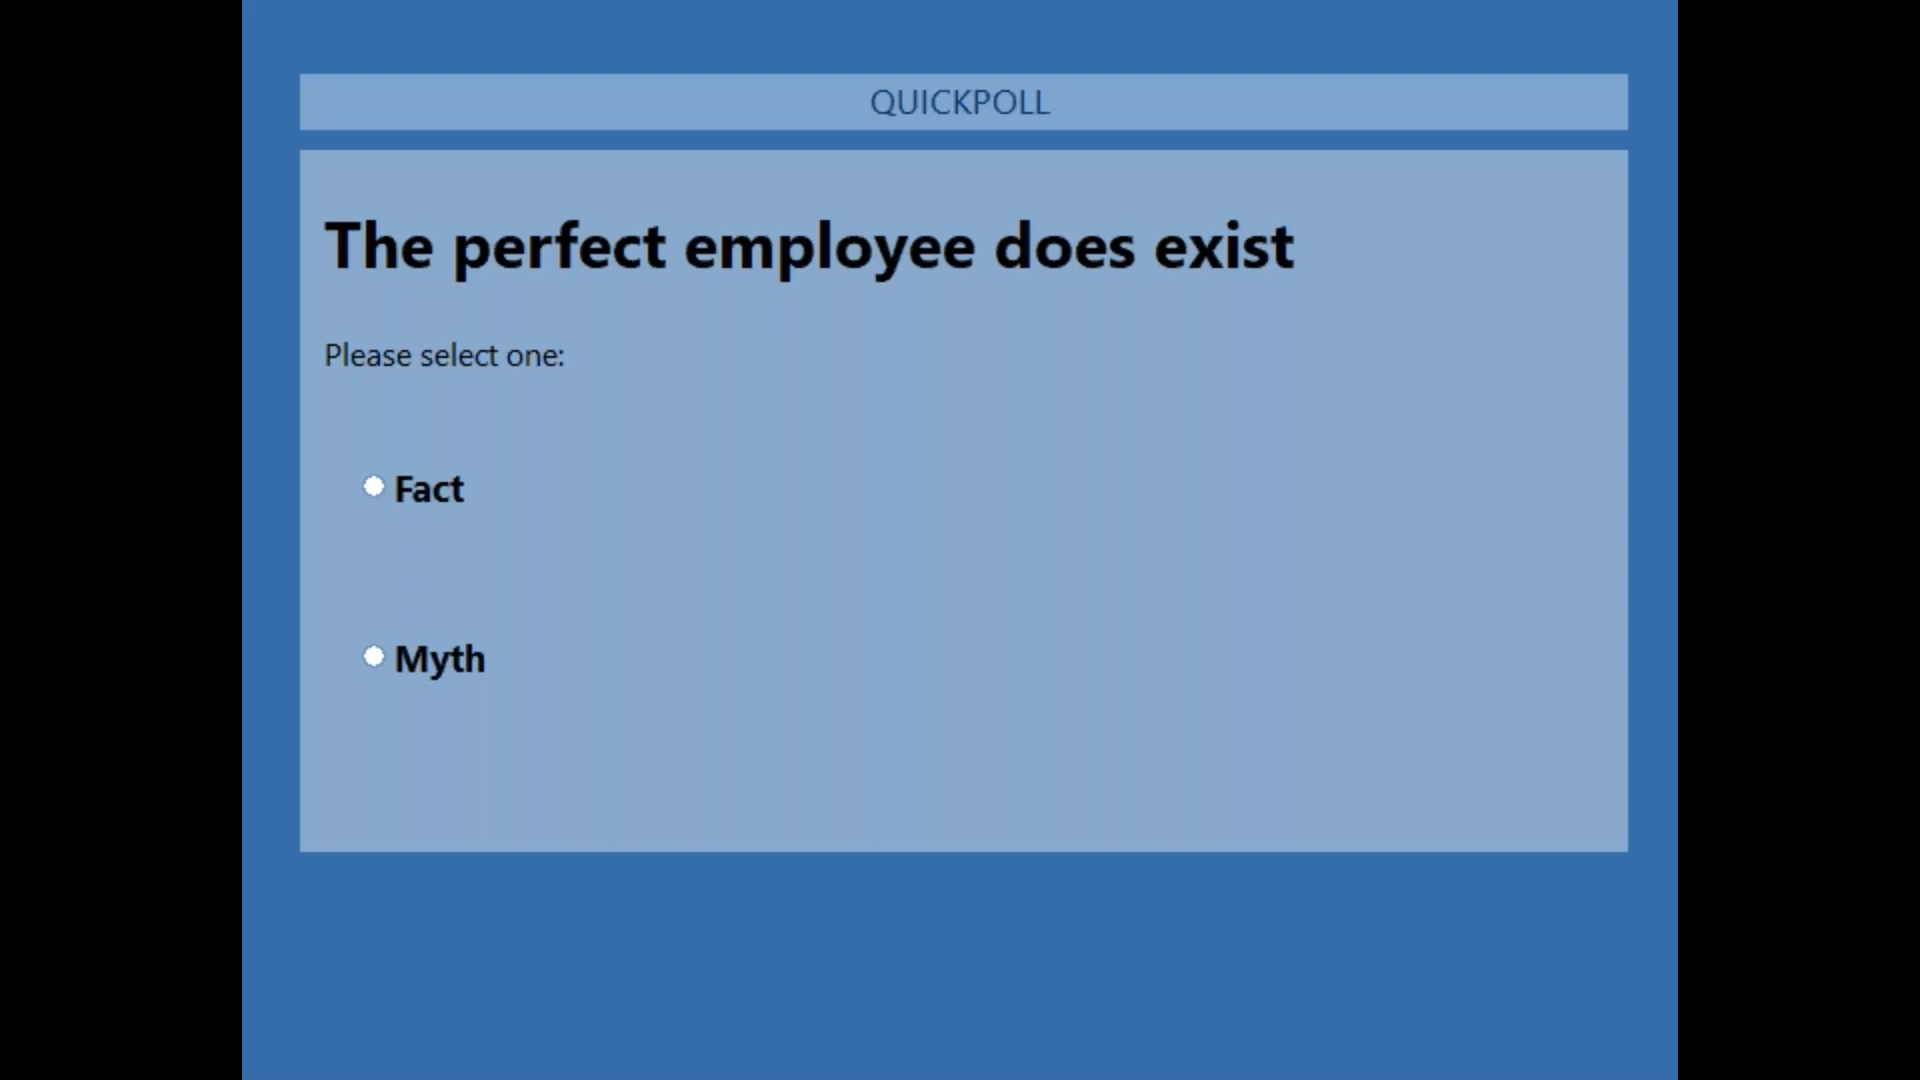 QUICKPOLL
The perfect employee does exist
Please select one:
Fact
Myth